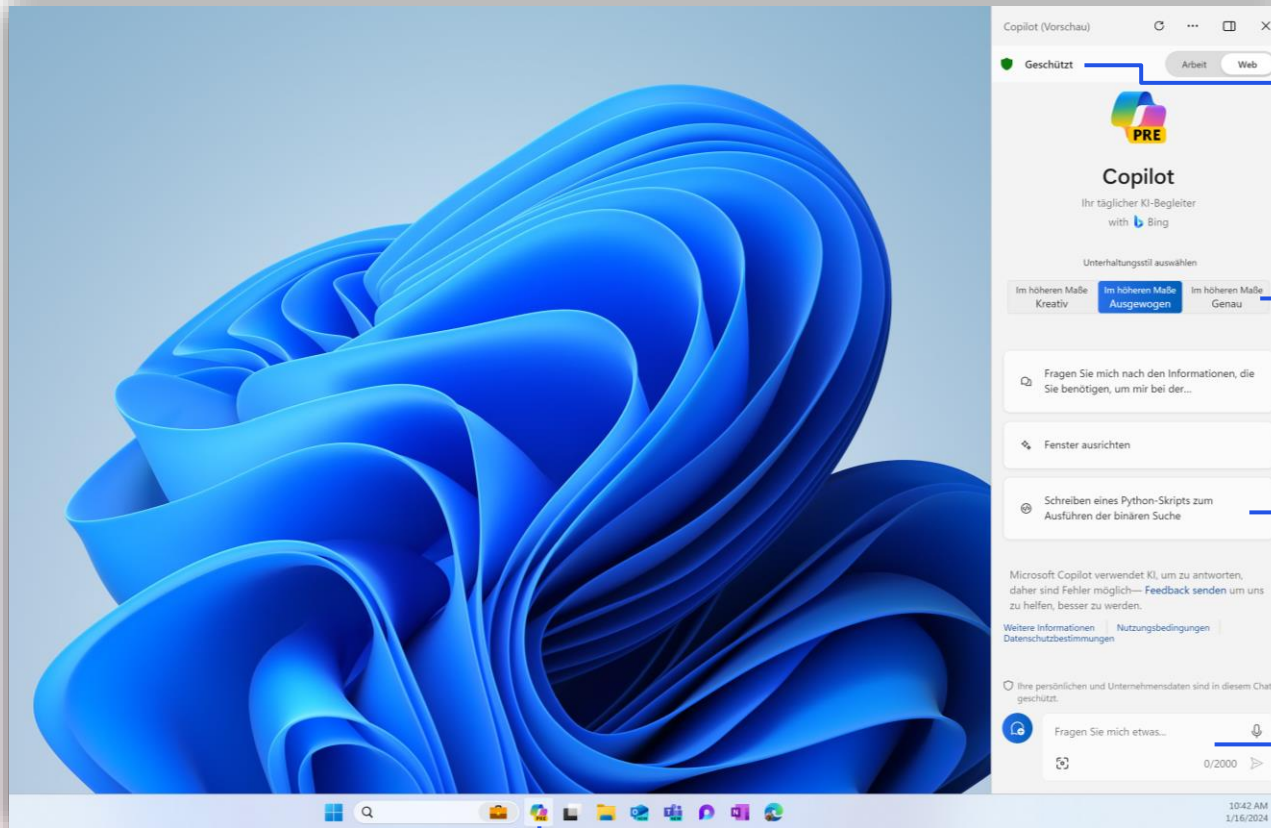 Copilot (Vorschau)
Geschützt
Arbeit
Web
PRE
Copilot
Ihr täglicher KI-Begleiter
with Bing
Unterhaltungsstil auswählen
Im höheren Maße
Kreativ
Im höheren Maße
Ausgewogen
Im höheren Maße
Genau
Fragen Sie mich nach den Informationen, die
Sie benötigen, um mir bei der...
Fenster ausrichten
Schreiben eines Python-Skripts zum
Ausführen der binären Suche
Microsoft Copilot verwendet KI, um zu antworten,
daher sind Fehler möglich— Feedback senden um uns
zu helfen, besser zu werden.
Weitere Informationen | Nutzungsbedingungen |
Datenschutzbestimmungen
Ihre persönlichen und Unternehmensdaten sind in diesem Chat
geschützt.
Fragen Sie mich etwas...
0/2000
PRE
10:42 AM
1/16/2024